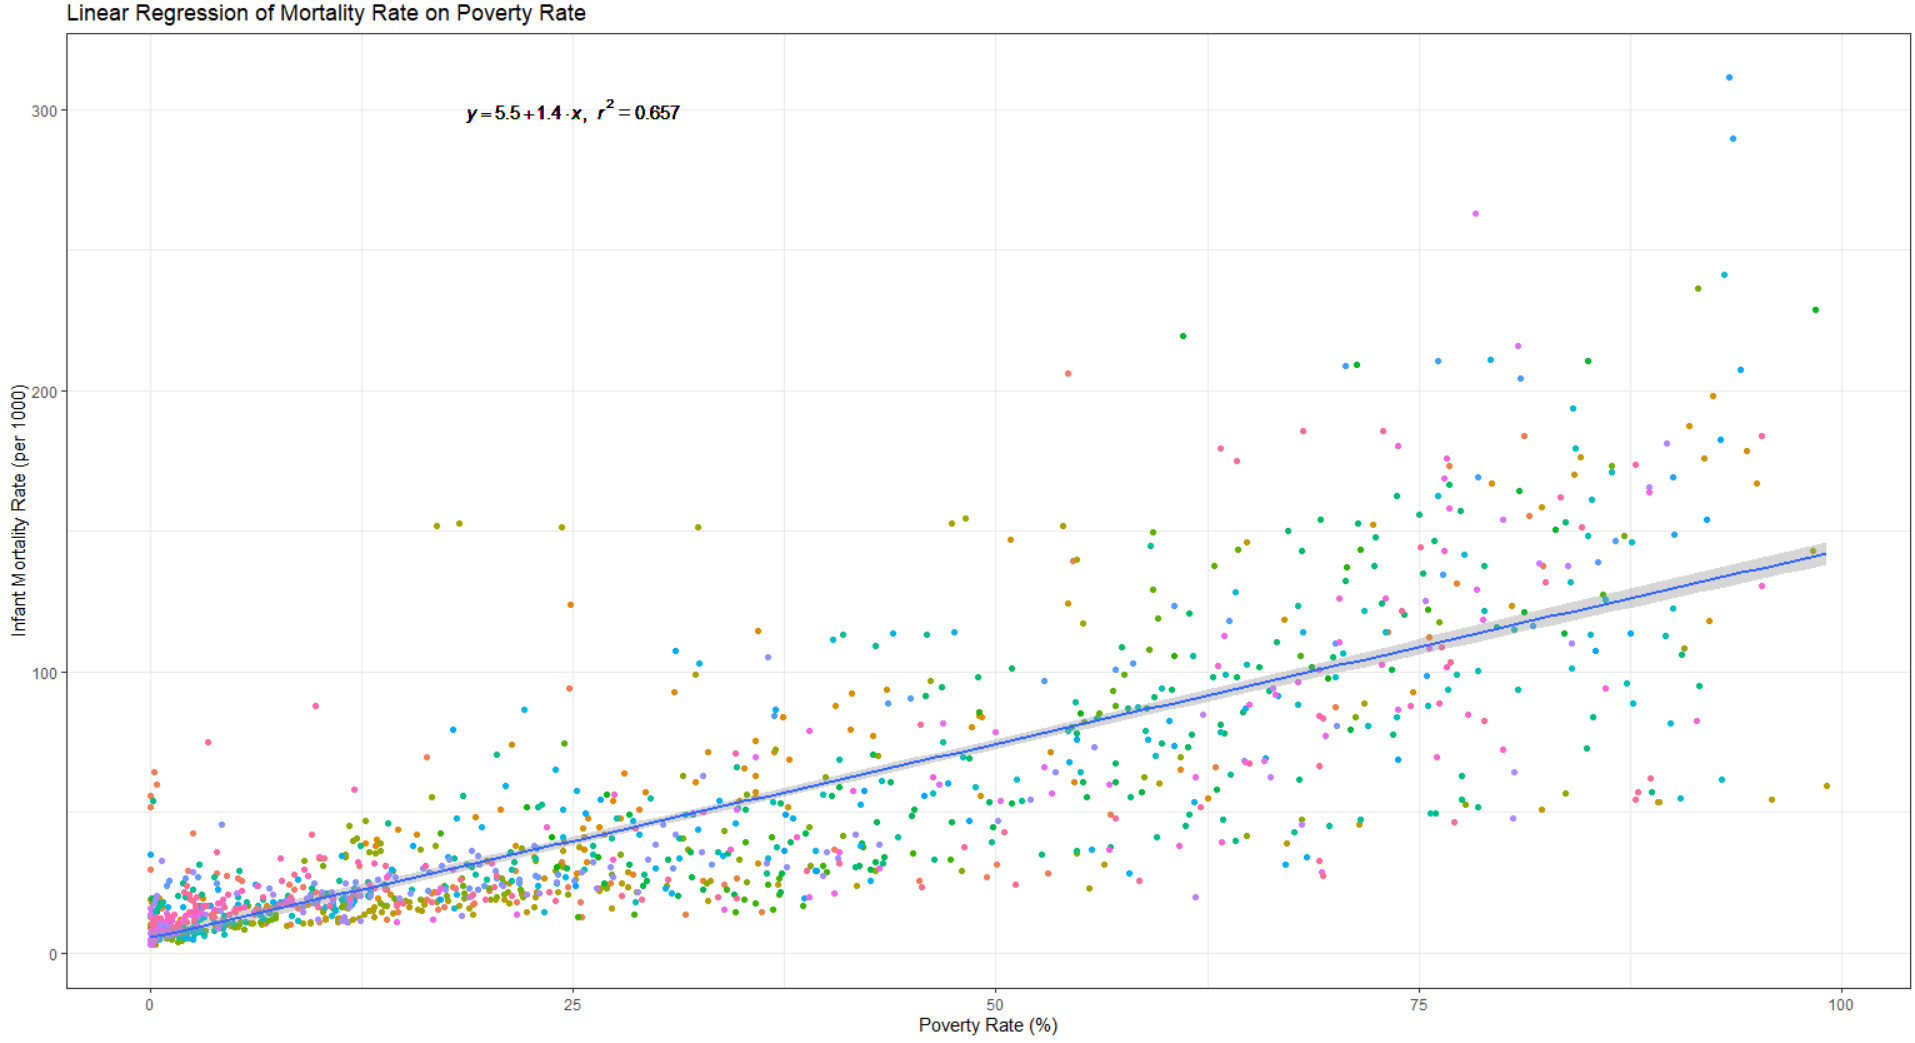 Linear Regression of Mortality Rate on Poverty Rate
y = 5.5 + 1.4 · x, r² = 0.657
Infant Mortality Rate (per 1000)
300
200
100
0
0 25 50 75 100
Poverty Rate (%)